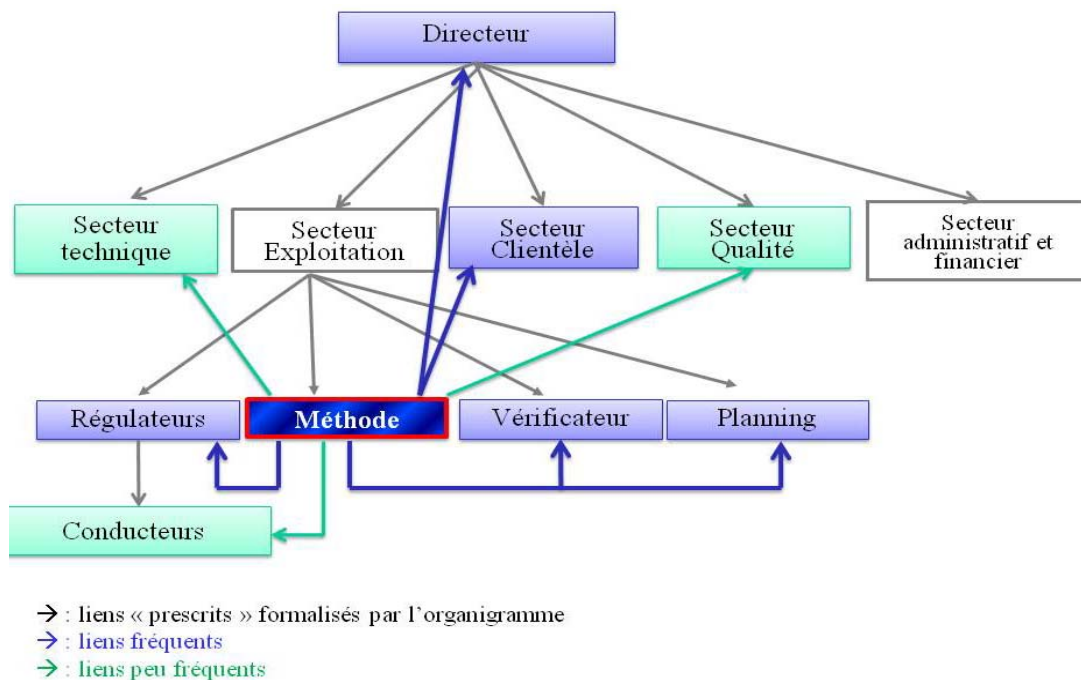 Directeur
Secteur
technique
Secteur
Exploitation
Secteur
Clientèle
Secteur
Qualité
Secteur
administratif et
financier
Régulateurs
Méthode
Vérificateur
Planning
Conducteurs
→ : liens « prescrits » formalisés par l'organigramme
→ : liens fréquents
→ : liens peu fréquents